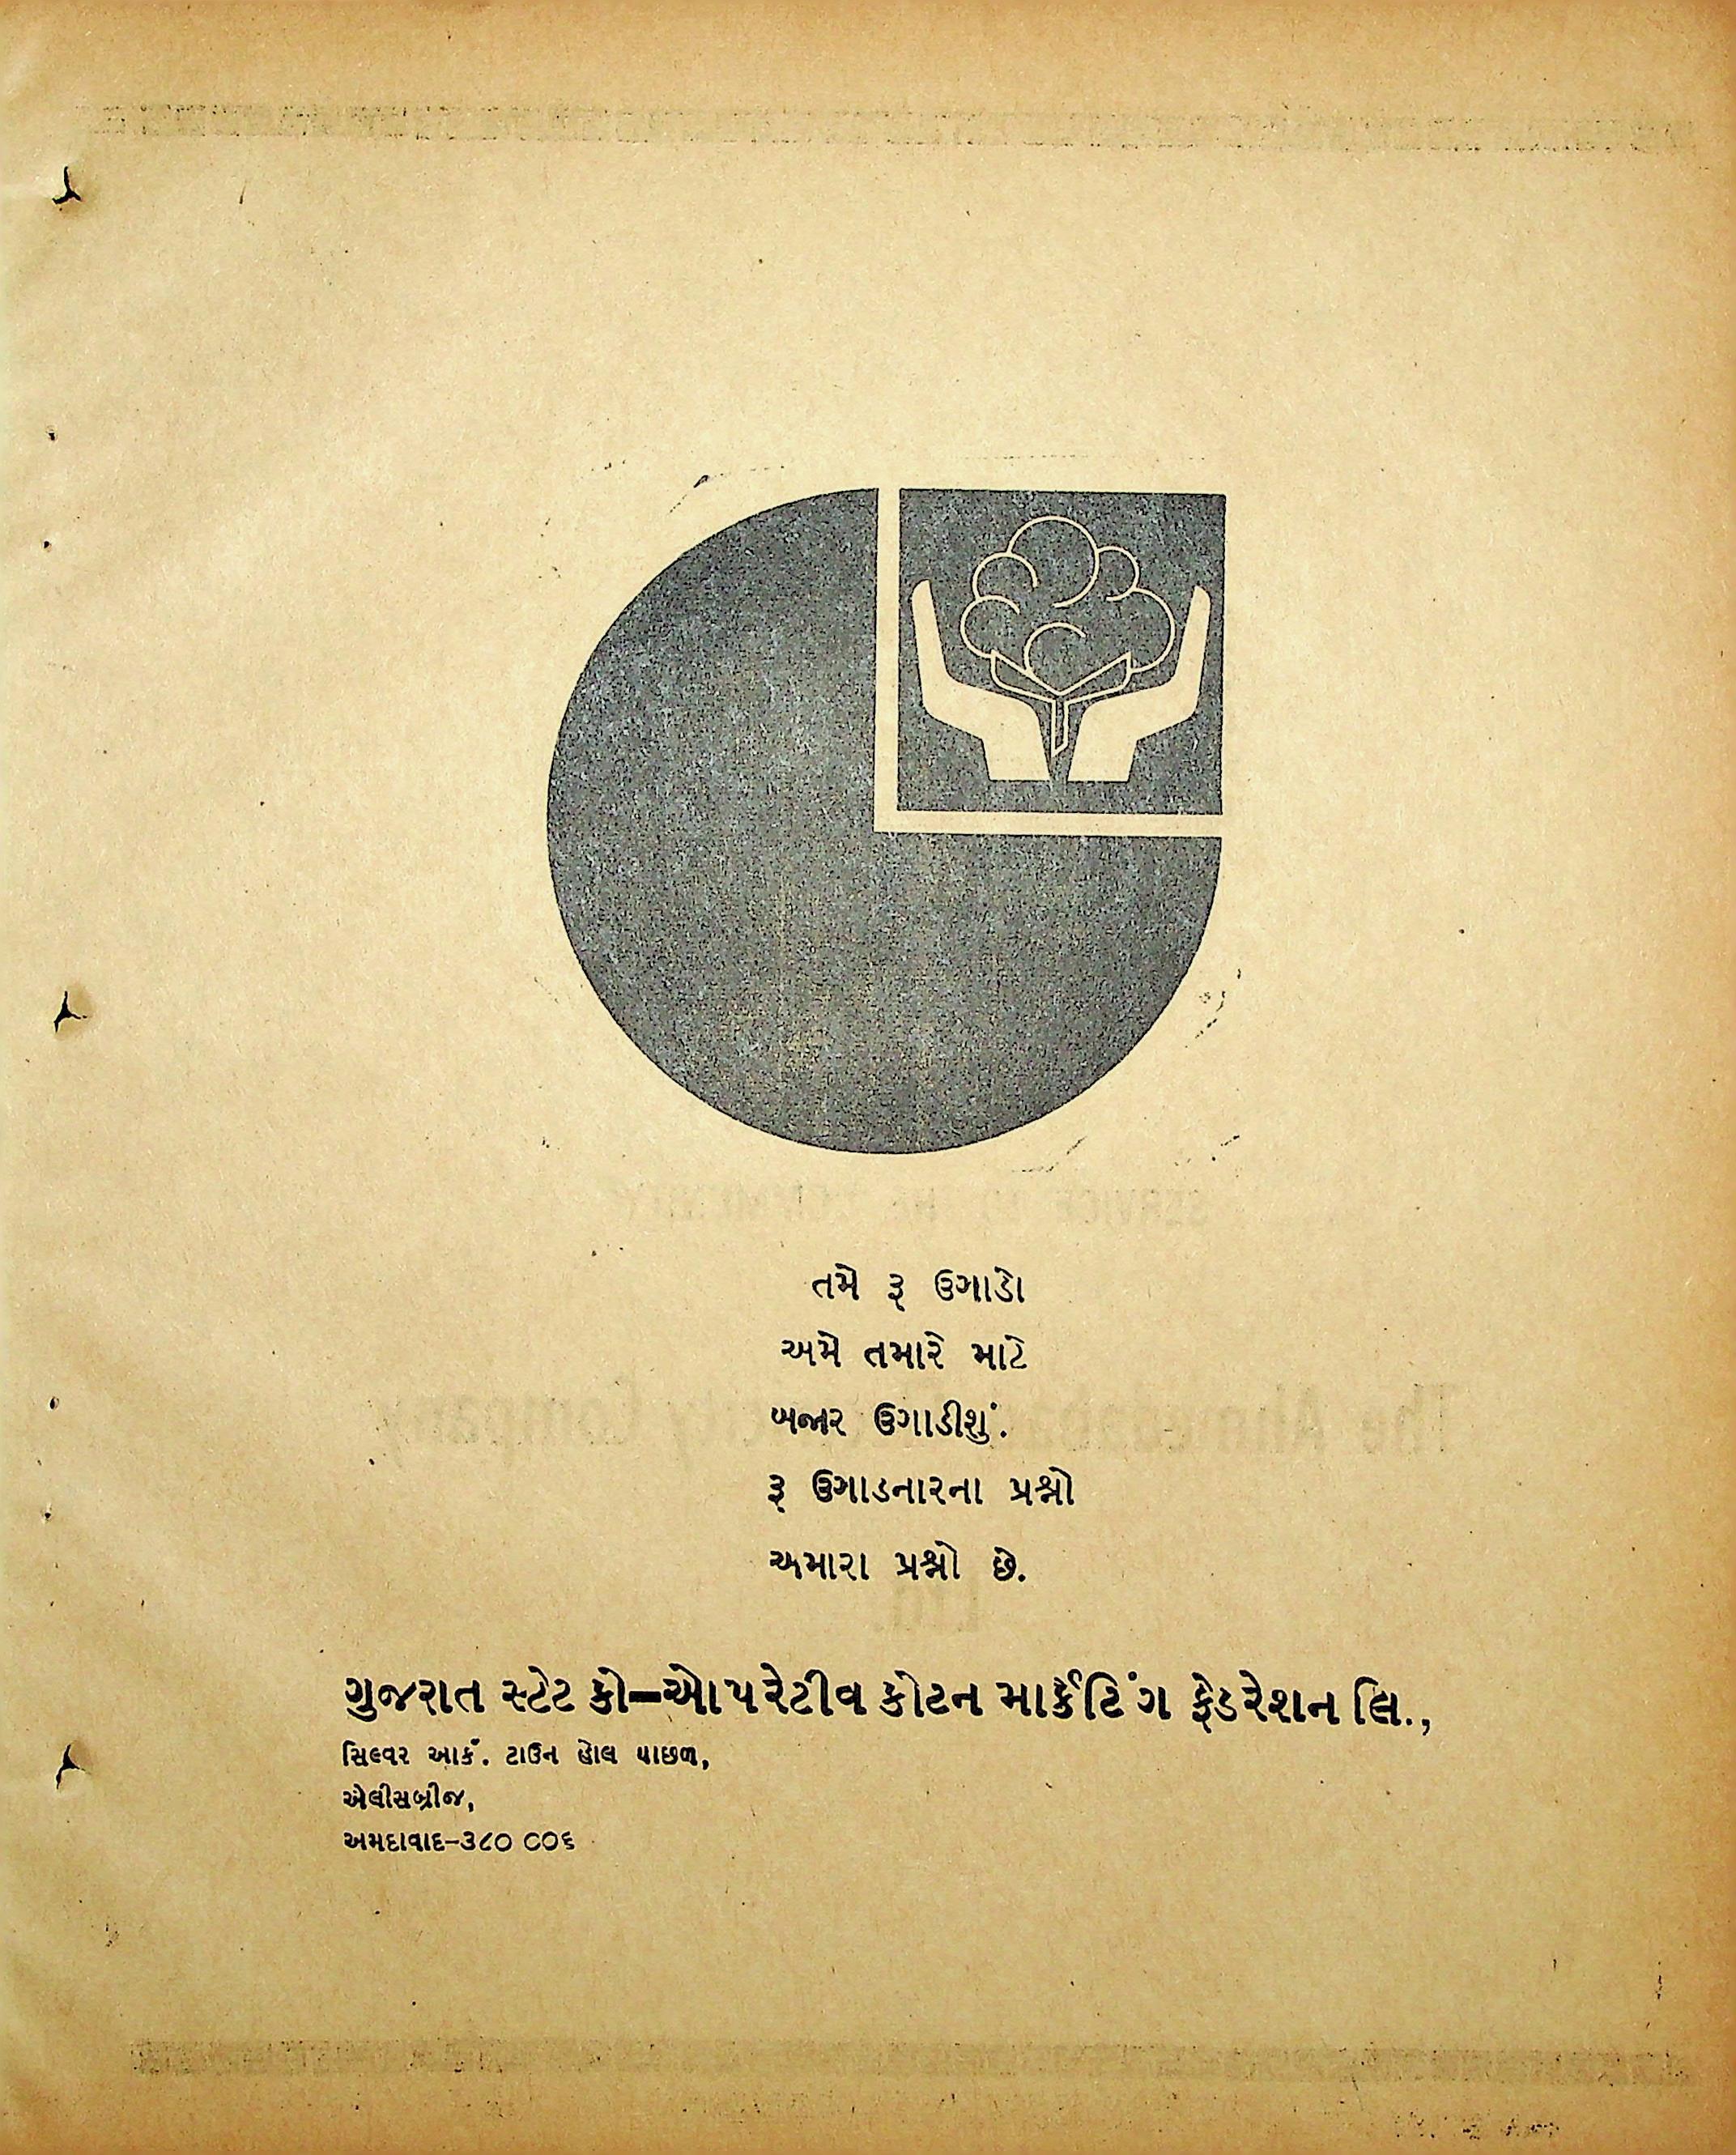 તમે રૂ ઉગાડો
અમે તમારે માટે
બજાર ઉગાડીશું.
રૂ ઉગાડનારના પ્રશ્નો
અમારા પ્રશ્નો છે.
ગુજરાત સ્ટેટ કો-ઓપરેટીવ કોટન માર્કેટિંગ ફેડરેશન લિ.,
સિલ્વર આર્ક. ટાઉન હોલ પાછળ,
એલીસબ્રીજ,
અમદાવાદ-૩૮૦ ૦૦૬